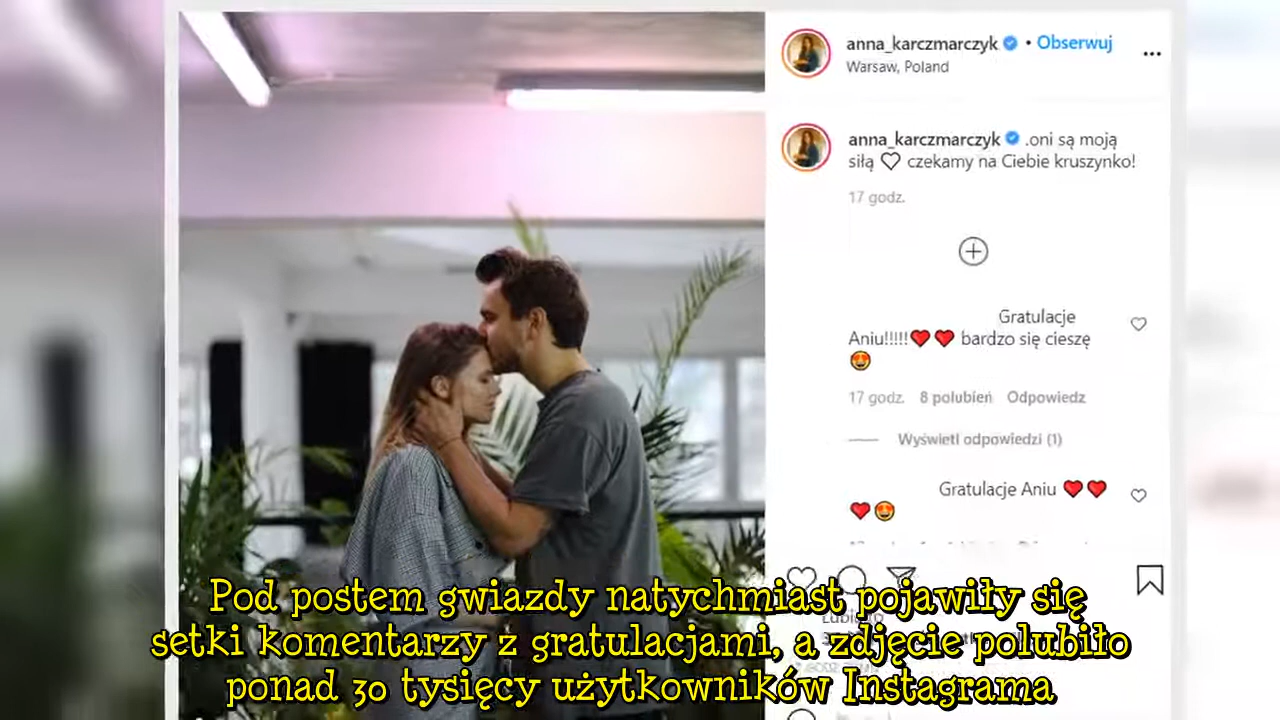 anna_karczmarczyk • Obserwuj
Warsaw, Poland
anna_karczmarczyk .oni są moją
siłą ♡ czekamy na Ciebie kruszynko!
17 godz.
Gratulacje
Aniu!!!!!❤️❤️ bardzo się cieszę
😍
17 godz. 8 polubień Odpowiedz
Wyświetl odpowiedzi (1)
Gratulacje Aniu ❤️❤️
❤️😍
Pod postem gwiazdy natychmiast pojawiły się
setki komentarzy z gratulacjami, a zdjęcie polubiło
ponad 30 tysięcy użytkowników Instagrama